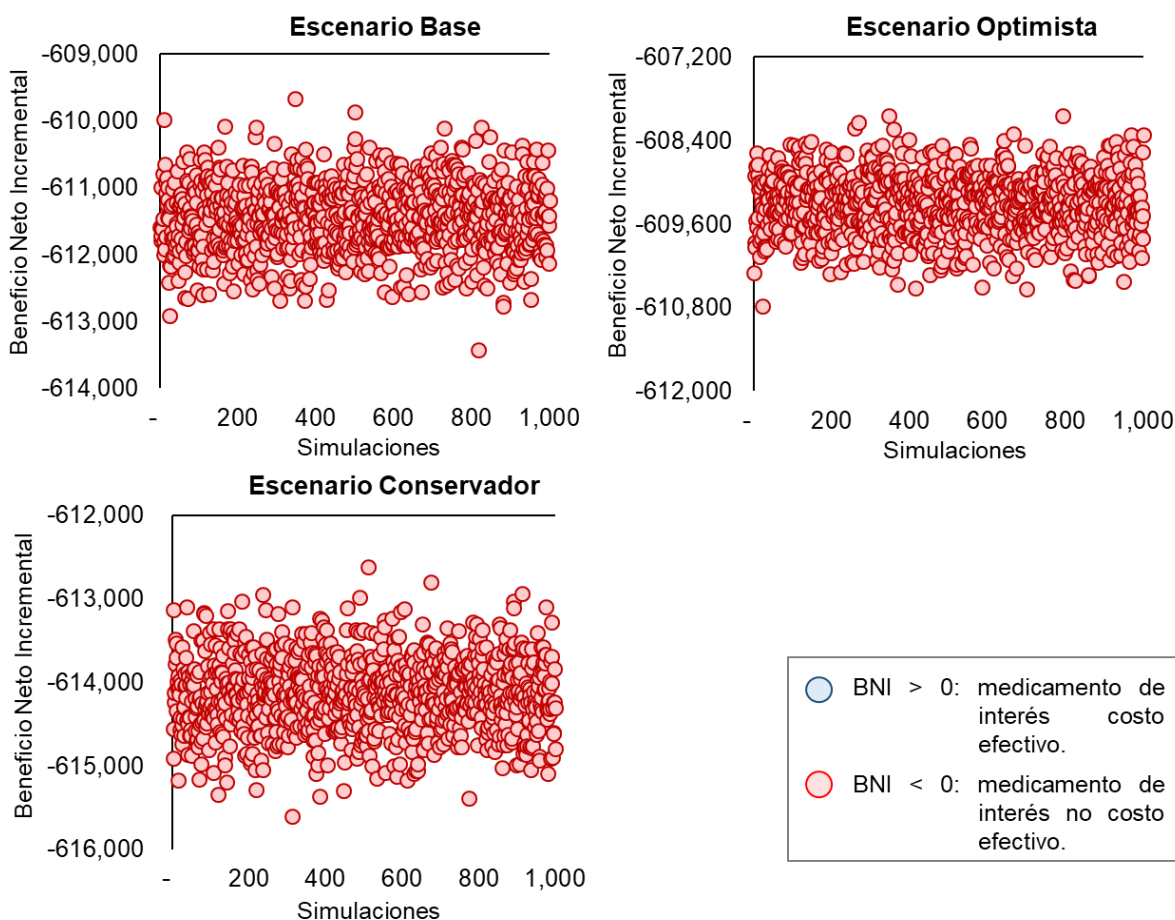 Escenario Base
Beneficio Neto Incremental
-609,000
-610,000
-611,000
-612,000
-613,000
-614,000
- 200 400 600 800 1,000
Simulaciones
Escenario Optimista
Beneficio Neto Incremental
-607,200
-608,400
-609,600
-610,800
-612,000
- 200 400 600 800 1,000
Simulaciones
Escenario Conservador
Beneficio Neto Incremental
-612,000
-613,000
-614,000
-615,000
-616,000
- 200 400 600 800 1,000
Simulaciones
BNI > 0: medicamento de
interés costo
efectivo.
BNI < 0: medicamento de
interés no costo
efectivo.